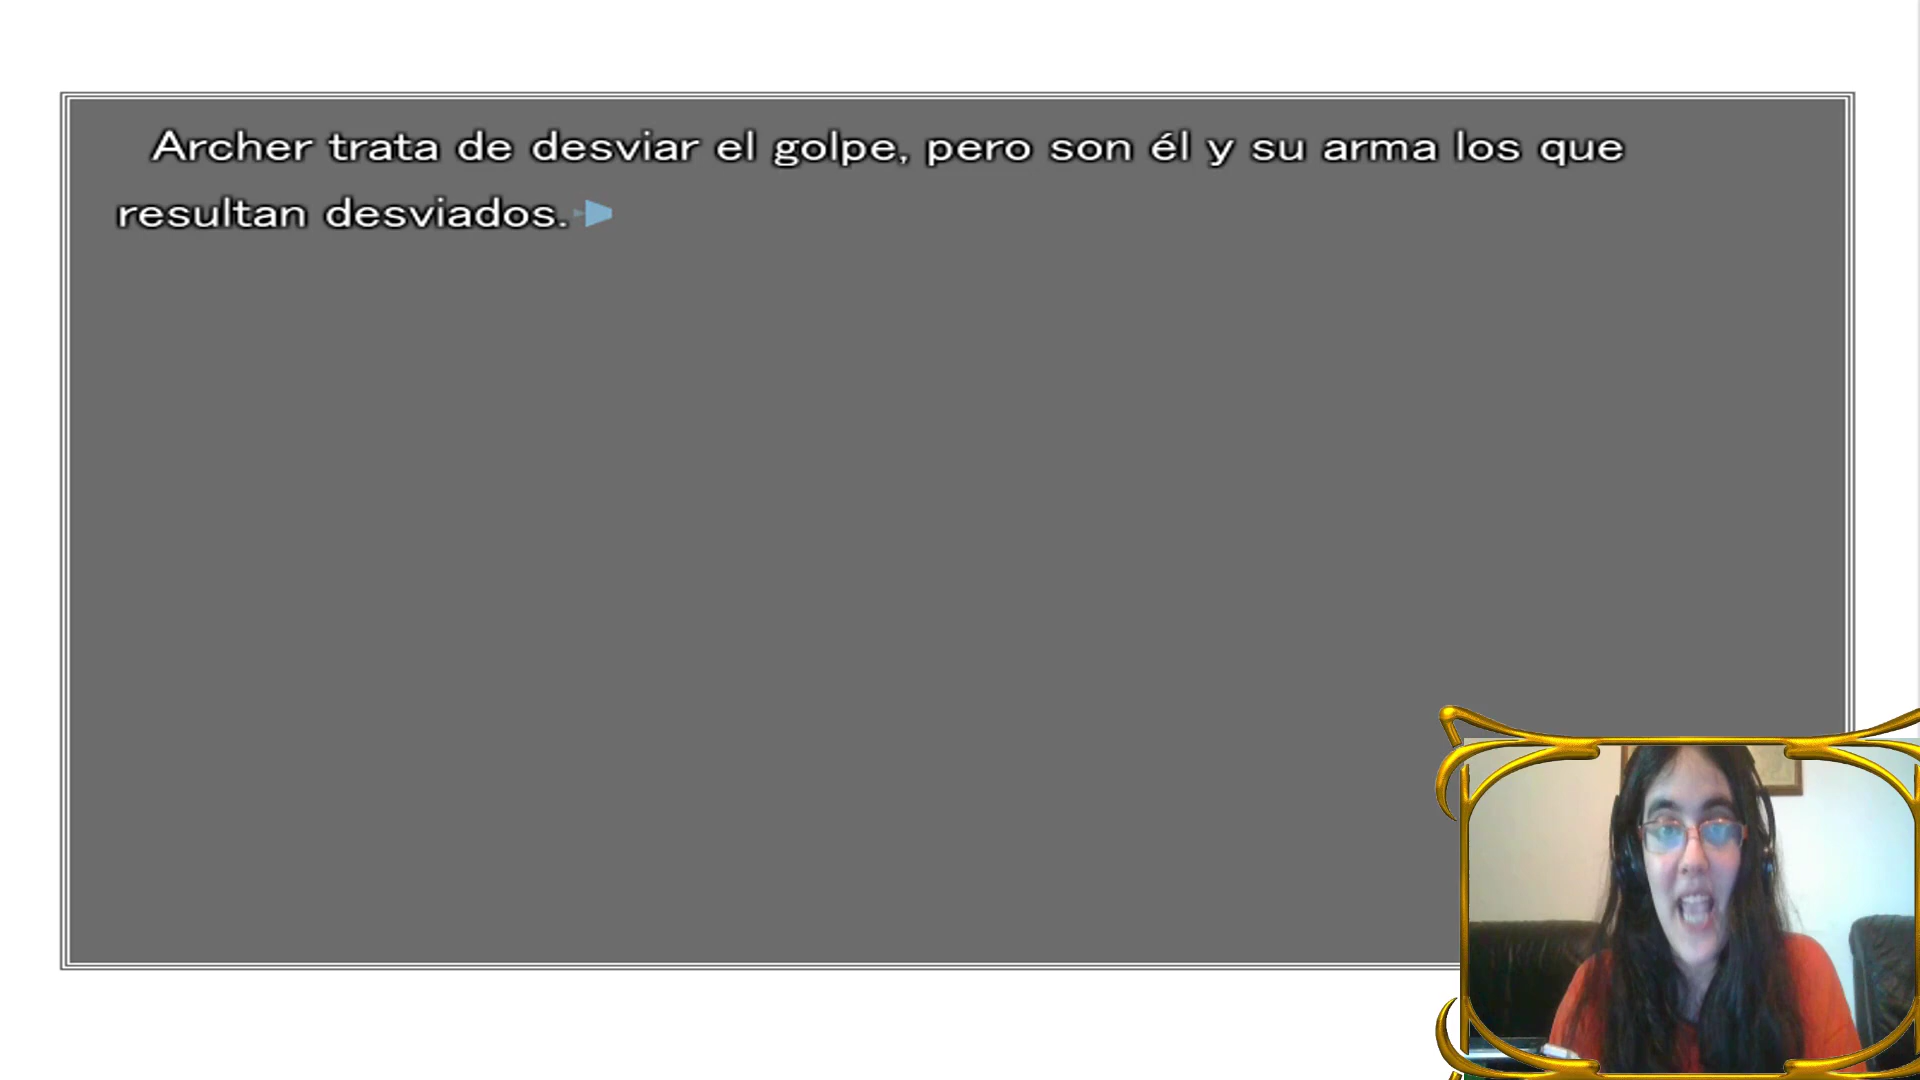 Archer trata de desviar el golpe, pero son él y su arma los que
resultan desviados.